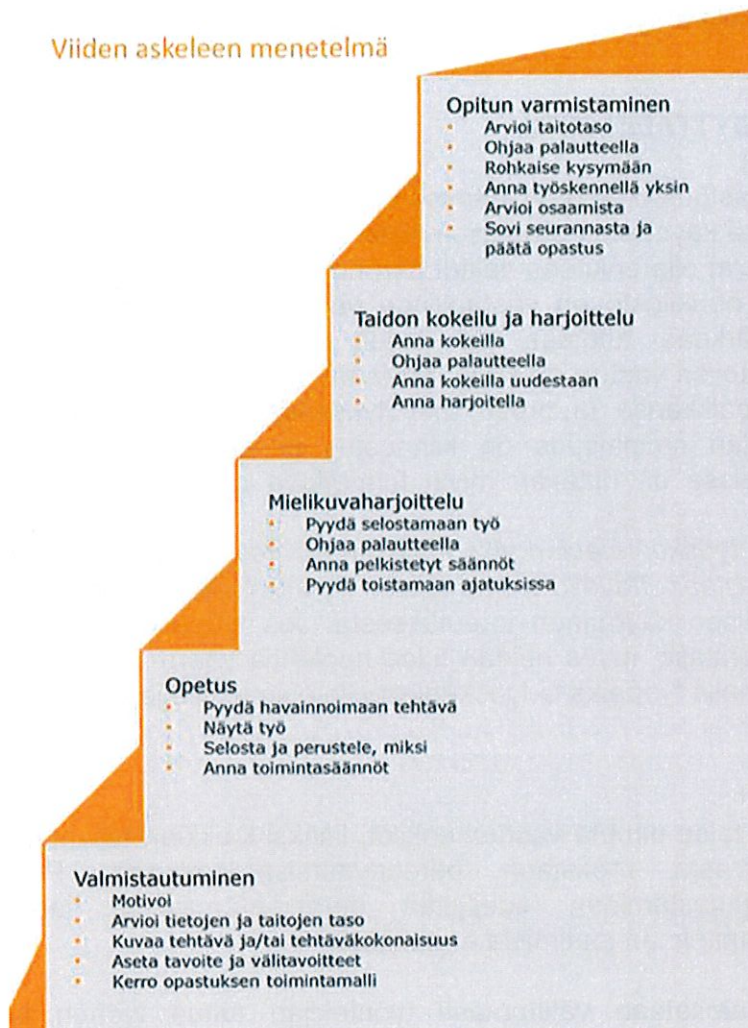 Viiden askeleen menetelmä
Opitun varmistaminen
• Arvioi taitotaso
• Ohjaa palautteella
• Rohkaise kysymään
• Anna työskennellä yksin
• Arvioi osaamista
• Sovi seurannasta ja
päätä opastus
Taidon kokeilu ja harjoittelu
• Anna kokeilla
• Ohjaa palautteella
• Anna kokeilla uudestaan
• Anna harjoitella
Mielikuvaharjoittelu
• Pyydä selostamaan työ
• Ohjaa palautteella
• Anna pelkistetyt säännöt
• Pyydä toistamaan ajatuksissa
Opetus
• Pyydä havainnoimaan tehtävä
• Näytä työ
• Selosta ja perustele, miksi
• Anna toimintasäännöt
Valmistautuminen
• Motivoi
• Arvioi tietojen ja taitojen taso
• Kuvaa tehtävä ja/tai tehtäväkokonaisuus
• Aseta tavoite ja välitavoitteet
• Kerro opastuksen toimintamalli